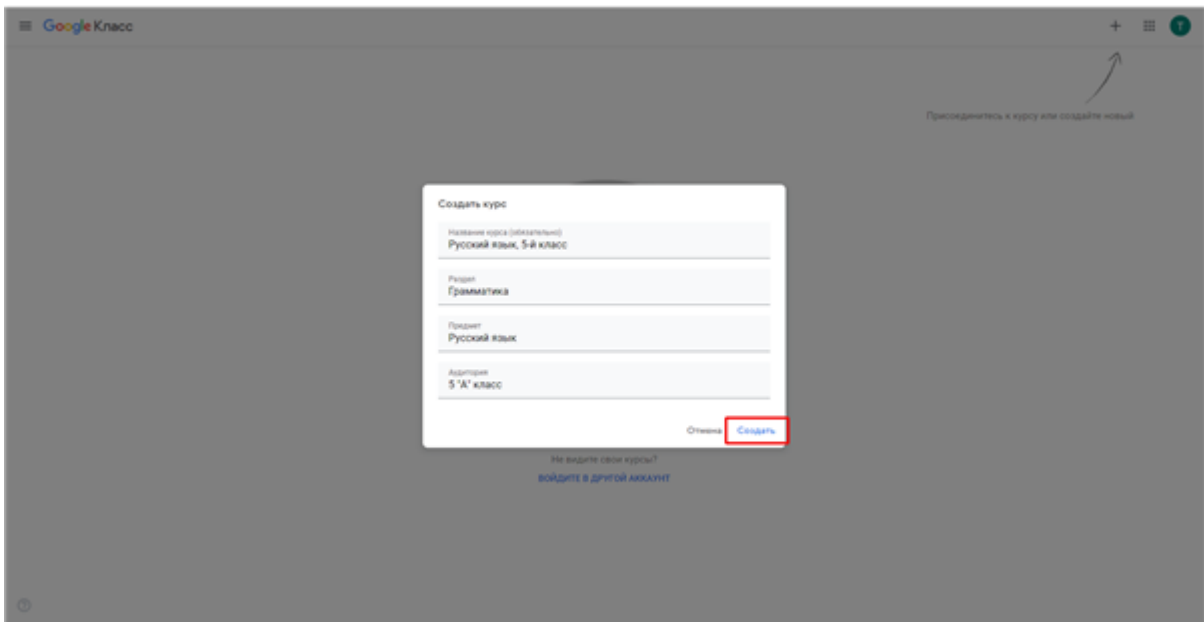 Google Класс
T
Присоединитесь к курсу или создайте новый
Создать курс
Название курса (обязательно)
Русский язык, 5-й класс
Раздел
Грамматика
Предмет
Русский язык
Аудитория
5 "А" класс
Отмена Создать
Не видите свои курсы?
ВОЙДИТЕ В ДРУГОЙ АККАУНТ